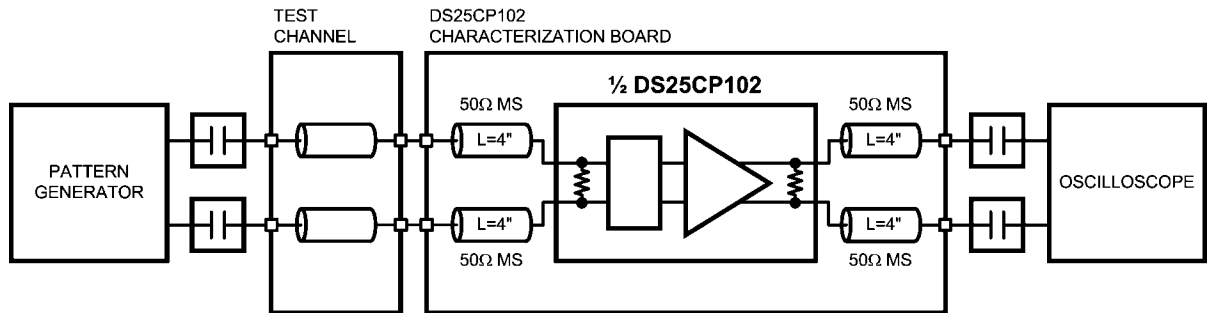 TEST
CHANNEL
DS25CP102
CHARACTERIZATION BOARD
½ DS25CP102
50Ω MS
50Ω MS
L=4"
L=4"
PATTERN
GENERATOR
OSCILLOSCOPE
L=4"
L=4"
50Ω MS
50Ω MS